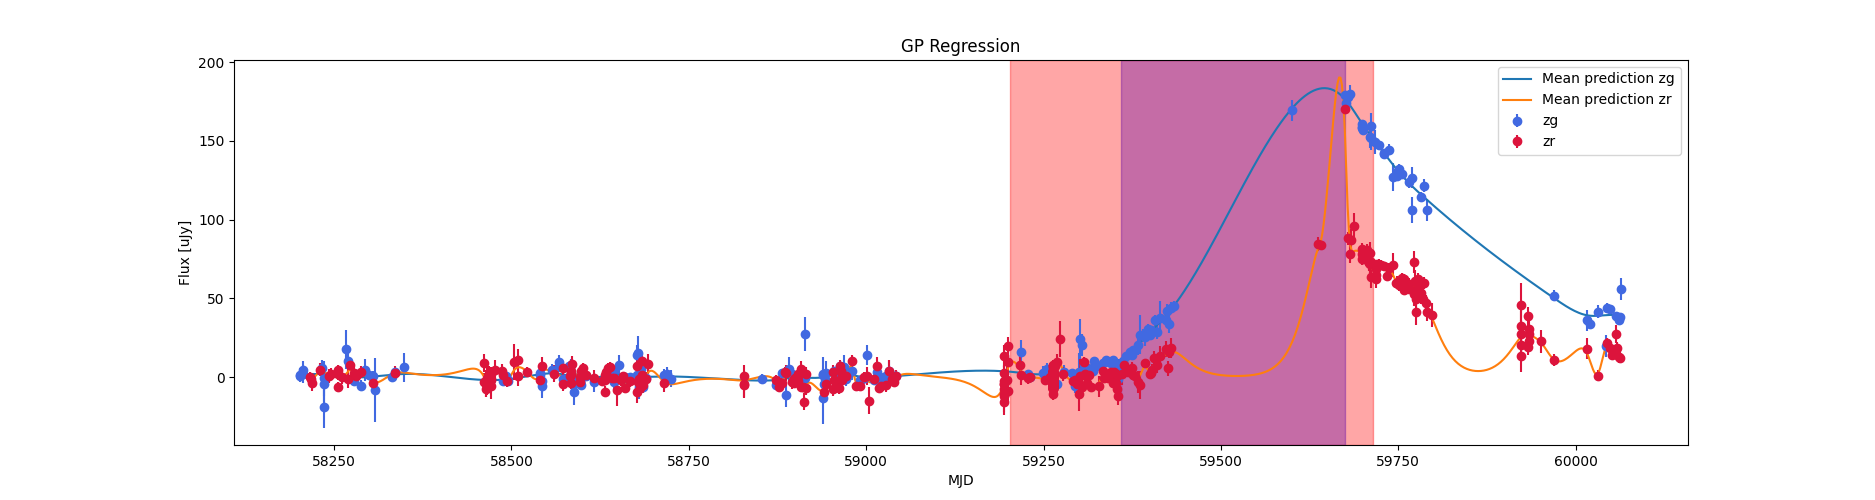 GP Regression
Flux [uJy]
200
150
100
50
0
58250 58500 58750 59000 59250 59500 59750 60000
MJD
Mean prediction zg
Mean prediction zr
zg
zr